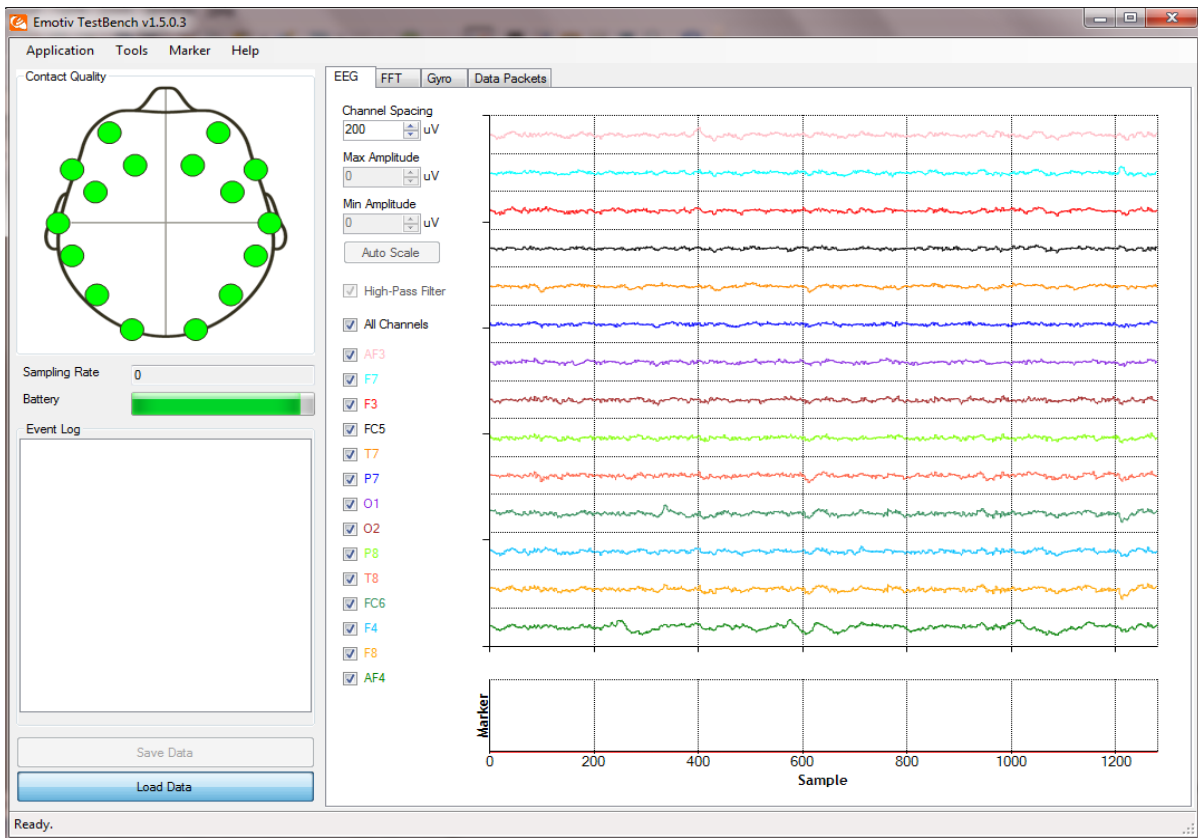 Emotiv TestBench v1.5.0.3
Application Tools Marker Help
Contact Quality
Sampling Rate 0
Battery
Event Log
Save Data
Load Data
EEG FFT Gyro Data Packets
Channel Spacing
200 uV
Max Amplitude
0 uV
Min Amplitude
0 uV
Auto Scale
High-Pass Filter
All Channels
AF3
F7
F3
FC5
T7
P7
O1
O2
P8
T8
FC6
F4
F8
AF4
Marker
0 200 400 600 800 1000 1200
Sample
Ready.